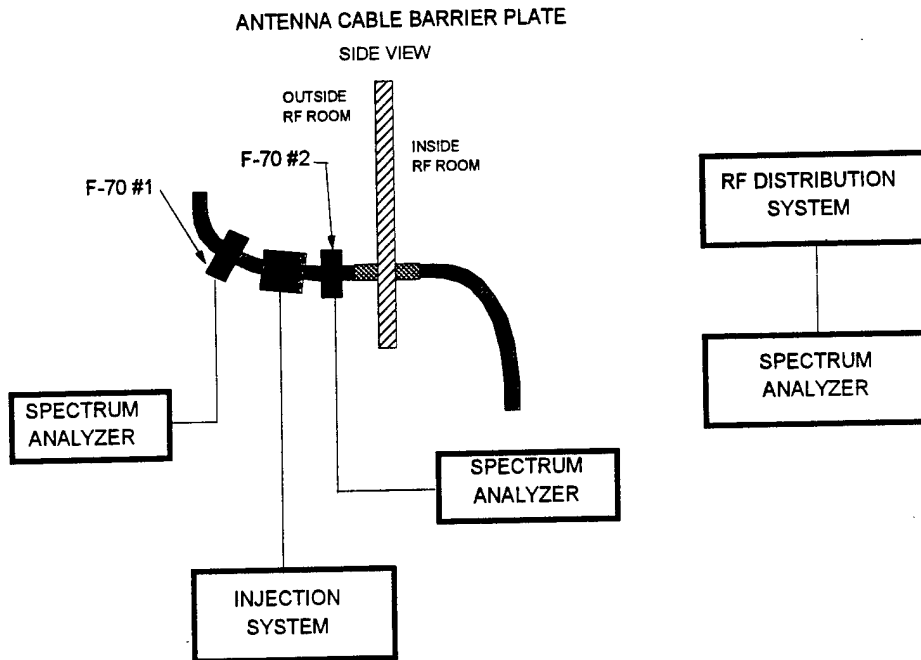 ANTENNA CABLE BARRIER PLATE
SIDE VIEW
OUTSIDE
RF ROOM
INSIDE
RF ROOM
F-70 #2
F-70 #1
RF DISTRIBUTION
SYSTEM
SPECTRUM
ANALYZER
SPECTRUM
ANALYZER
SPECTRUM
ANALYZER
INJECTION
SYSTEM